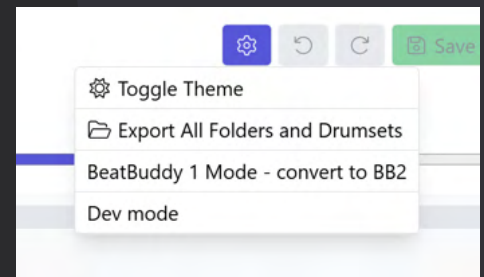 Save
Toggle Theme
Export All Folders and Drumsets
BeatBuddy 1 Mode - convert to BB2
Dev mode